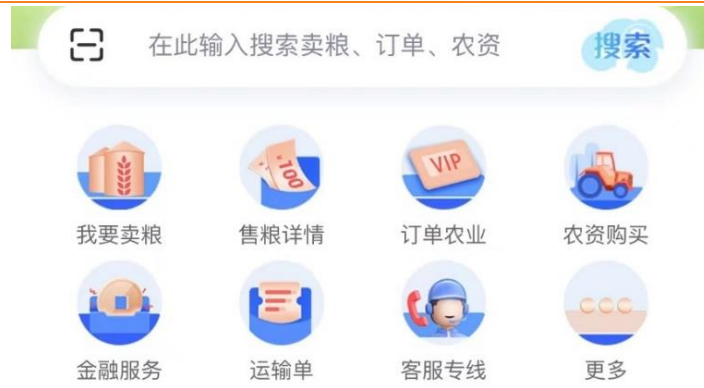 在此输入搜索卖粮、订单、农资 搜索
100 VIP
我要卖粮 售粮详情 订单农业 农资购买
金融服务 运输单 客服专线 更多